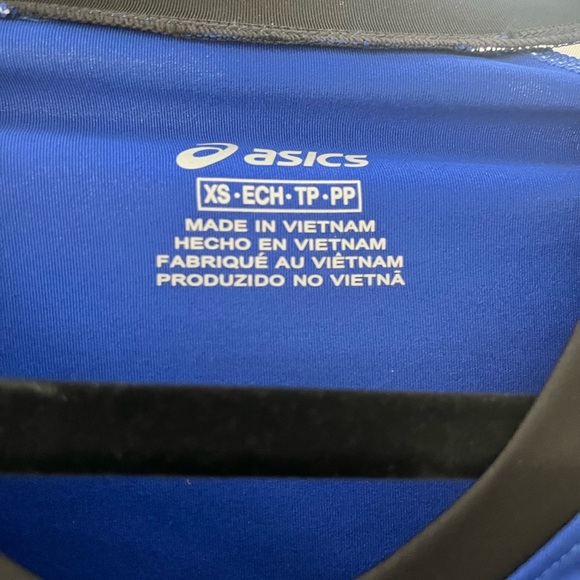 asics
XS·ECH·TP·PP
MADE IN VIETNAM
HECHO EN VIETNAM
FABRIQUÉ AU VIÊTNAM
PRODUZIDO NO VIETNÃ